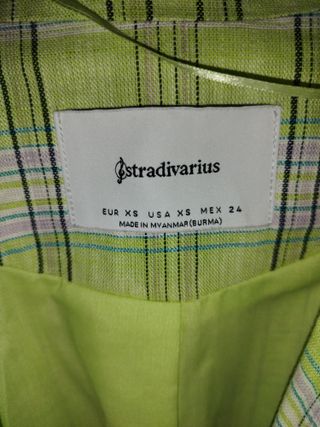 stradivarius
EUR XS USA XS MEX 24
MADE IN MYANMAR(BURMA)